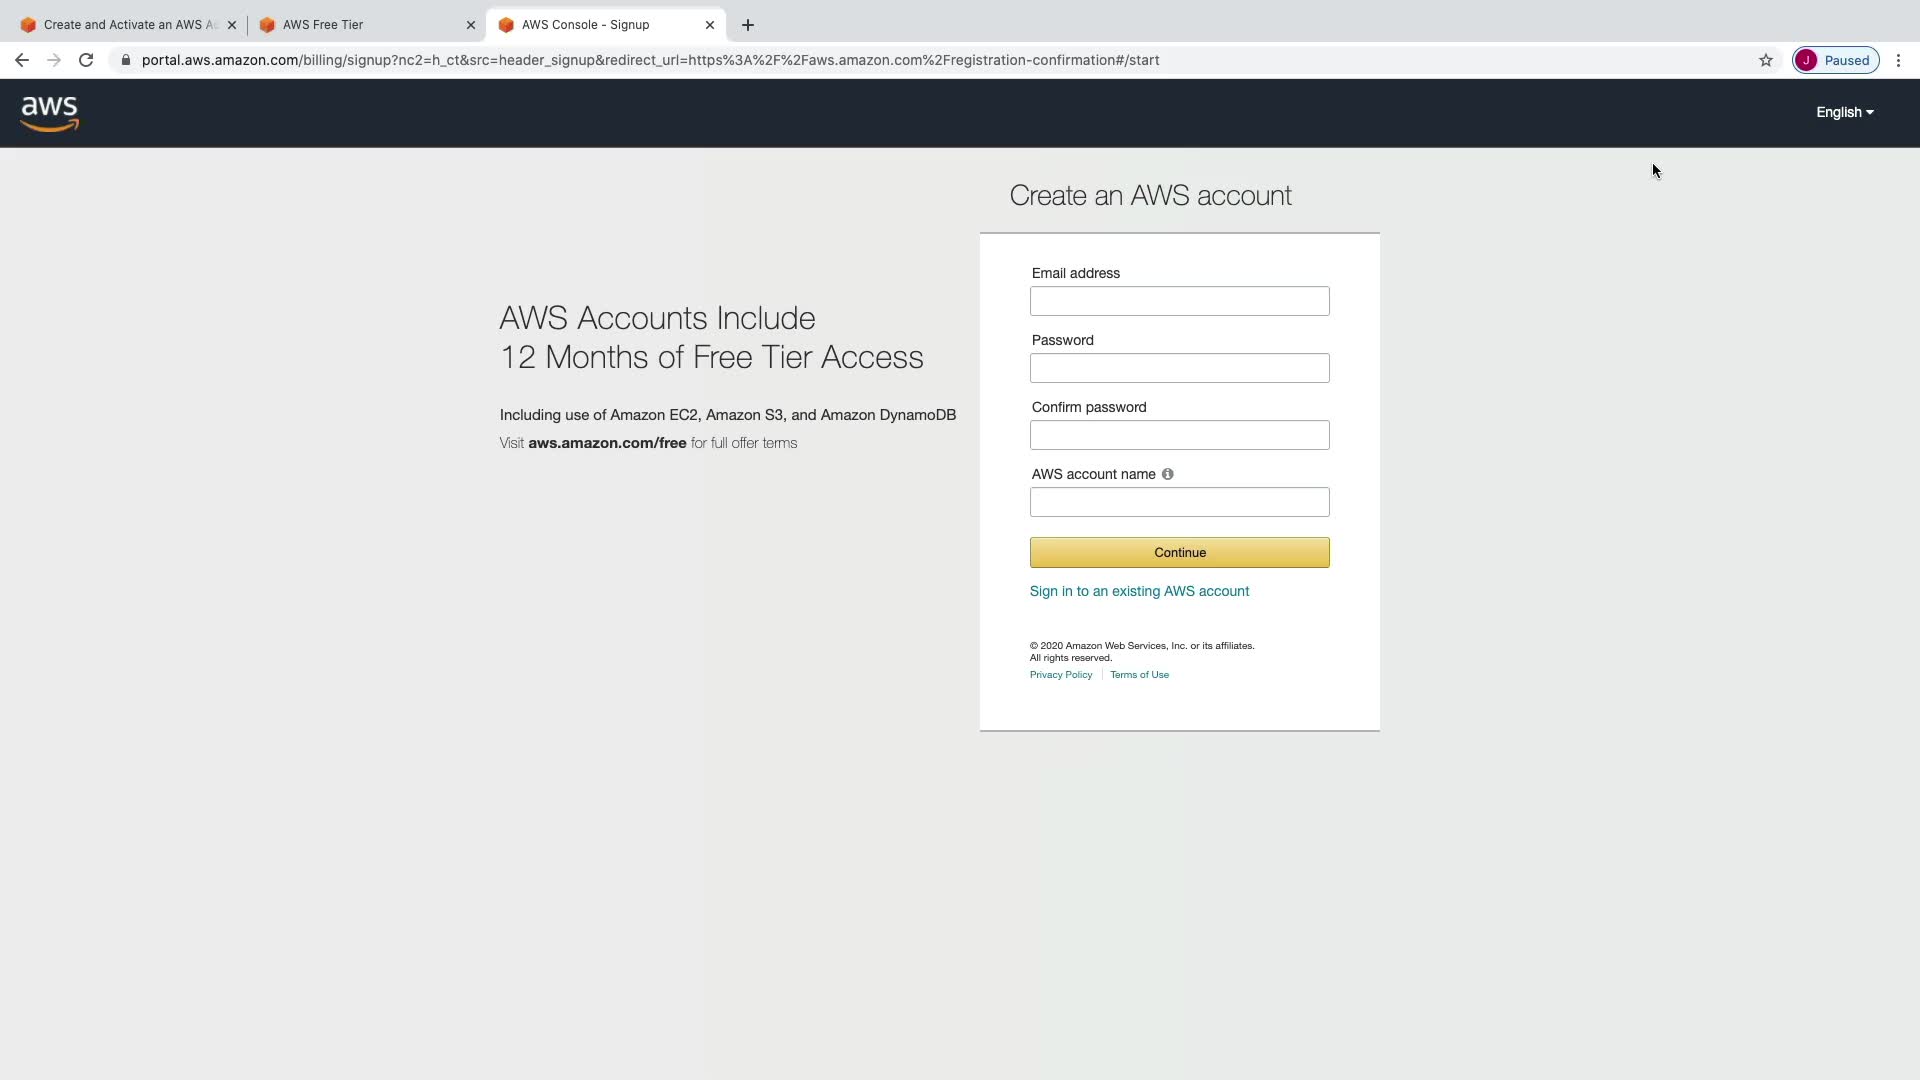 Create and Activate an AWS
AWS Free Tier
AWS Console - Signup
portal.aws.amazon.com/billing/signup?nc2=h_ct&src=header_signup&redirect_url=https%3A%2F%2Faws.amazon.com%2Fregistration-confirmation#/start
J
Paused
aws
English
Create an AWS account
AWS Accounts Include
12 Months of Free Tier Access
Including use of Amazon EC2, Amazon S3, and Amazon DynamoDB
Visit aws.amazon.com/free for full offer terms
Email address
Password
Confirm password
AWS account name
Continue
Sign in to an existing AWS account
© 2020 Amazon Web Services, Inc. or its affiliates.
All rights reserved.
Privacy Policy
Terms of Use